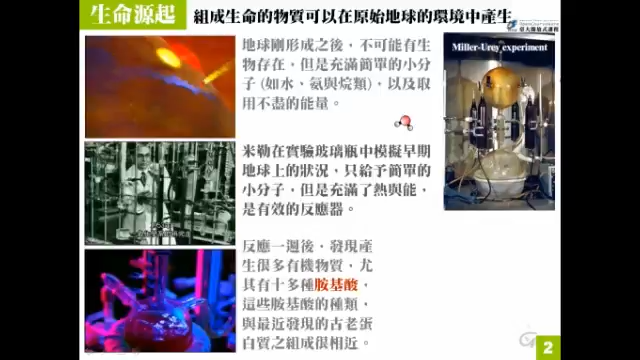 生命源起
組成生命的物質可以在原始地球的環境中產生
地球剛形成之後，不可能有生
物存在，但是充滿簡單的小分
子(如水、氨與烷類)，以及取
用不盡的能量。
Miller-Urey experiment
米勒在實驗玻璃瓶中模擬早期
地球上的狀況，只給予簡單的
小分子，但是充滿了熱與能，
是有效的反應器。
反應一週後，發現產
生很多有機物質，尤
其有十多種胺基酸，
這些胺基酸的種類，
與最近發現的古老蛋
白質之組成很相近。
2